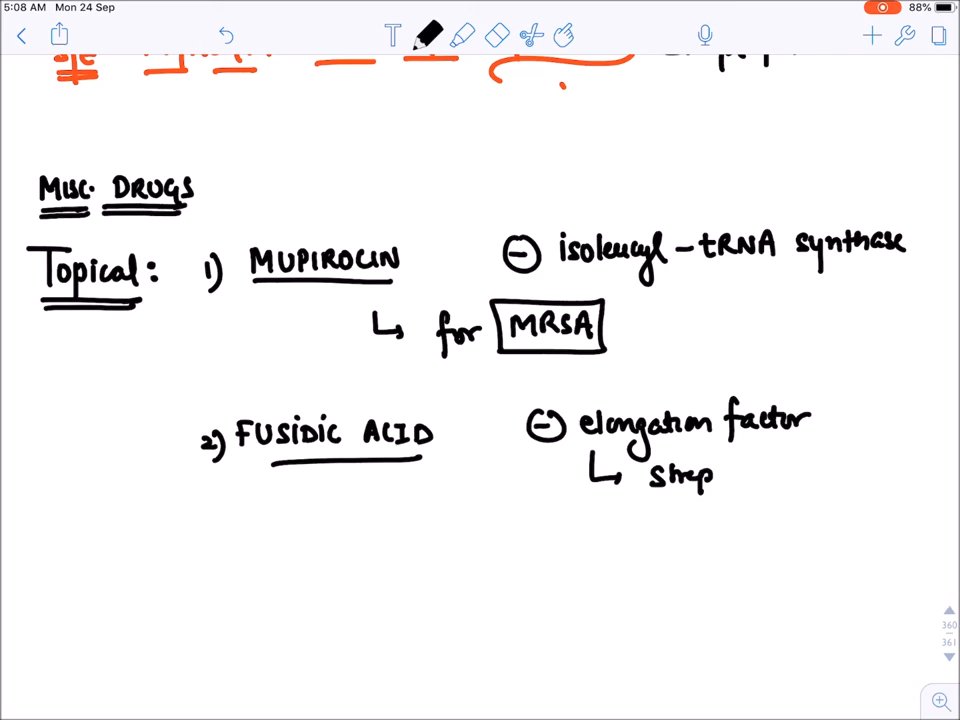 5:08 AM Mon 24 Sep 88%
T
MISC. DRUGS
Topical: 1) MUPIROCIN ⊖ isoleucyl - tRNA synthase
↳ for MRSA
2) FUSIDIC ACID ⊖ elongation factor
↳ strep
360
361